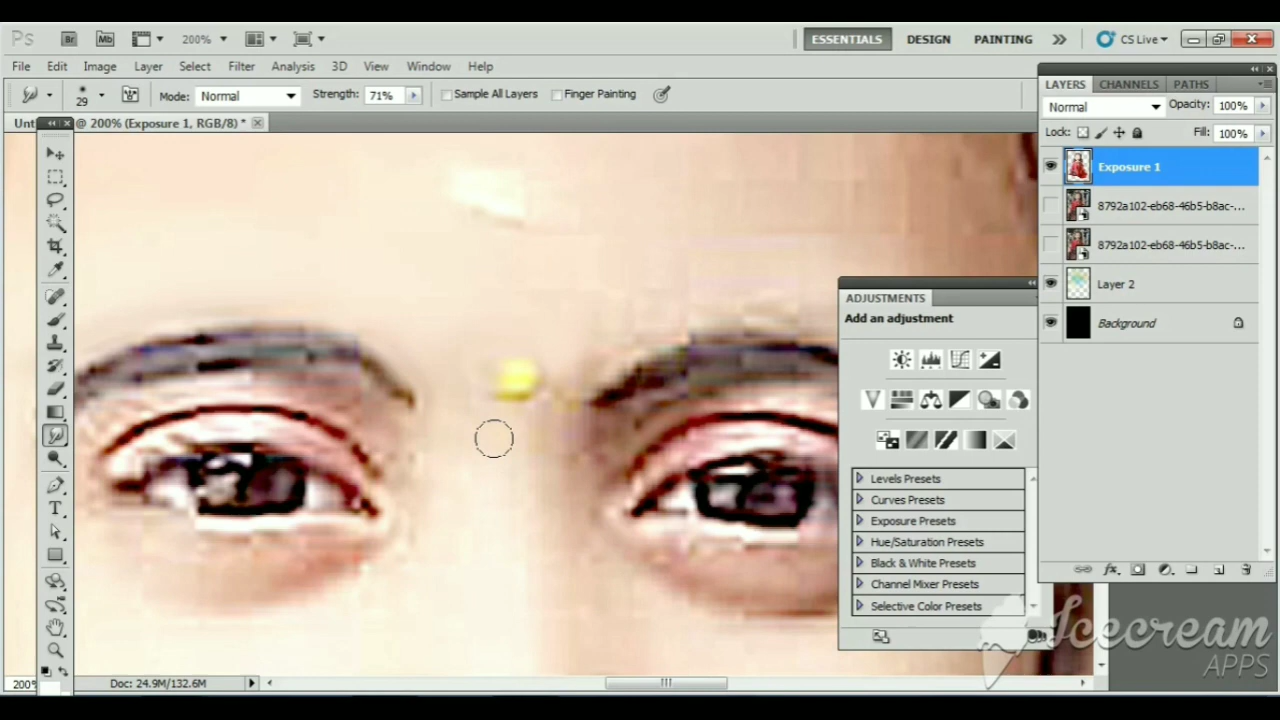 Ps Br Mb 200% ESSENTIALS DESIGN PAINTING CS Live
File Edit Image Layer Select Filter Analysis 3D View Window Help
29 Mode: Normal Strength: 71% Sample All Layers Finger Painting
Unt @ 200% (Exposure 1, RGB/8) *
LAYERS CHANNELS PATHS
Normal Opacity: 100%
Lock: Fill: 100%
Exposure 1
8792a102-eb68-46b5-b8ac-...
8792a102-eb68-46b5-b8ac-...
Layer 2
Background
fx
ADJUSTMENTS
Add an adjustment
Levels Presets
Curves Presets
Exposure Presets
Hue/Saturation Presets
Black & White Presets
Channel Mixer Presets
Selective Color Presets
T
200% Doc: 24.9M/132.6M
Icecream
APPS